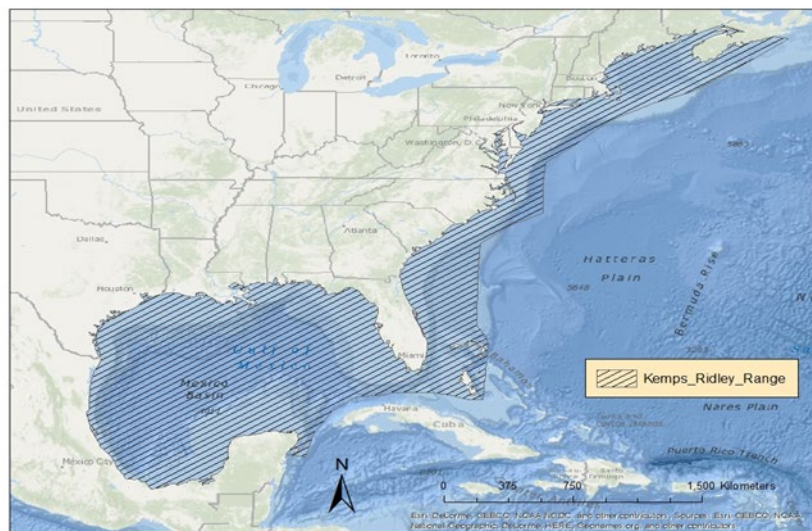 Toronto
Boston
Chicago
Detroit
New York
United States
Philadelphia
Washington, D.C.
Atlanta
Dallas
Hatteras
Plain
Bermuda Rise
Houston
Gulf of
Mexico
Miami
Bahamas
Kemps_Ridley_Range
Mexico
Basin
Nares Plain
Havana
Cuba
Mexico City
N
Puerto Rico Trench
0 375 750 1,500 Kilometers